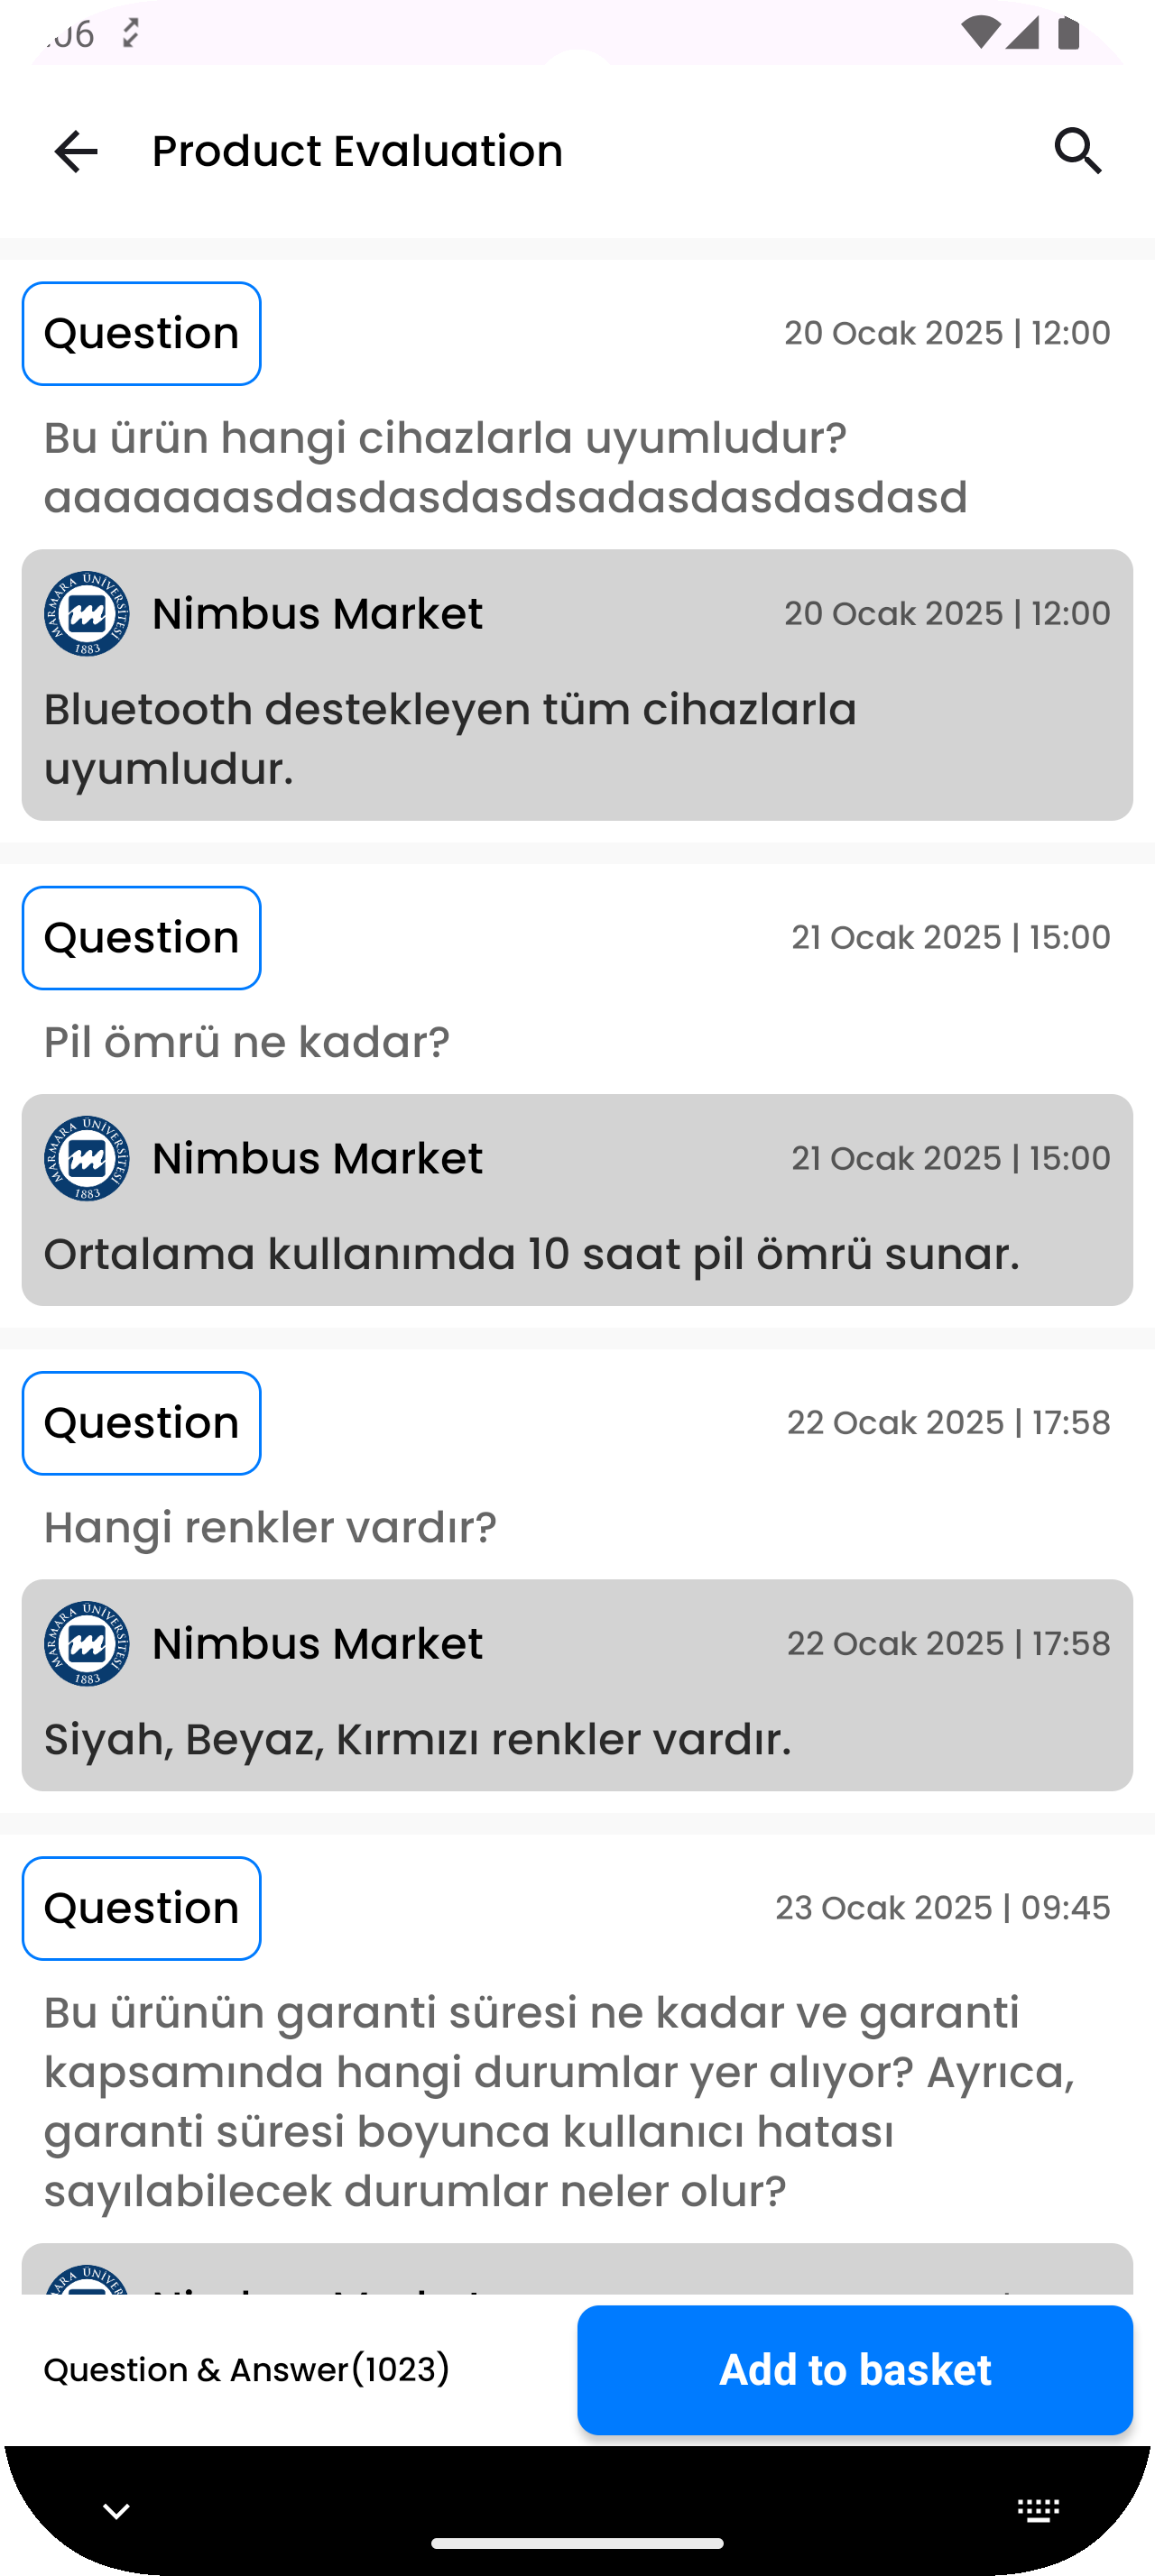 Product Evaluation
Question
20 Ocak 2025 | 12:00
Bu ürün hangi cihazlarla uyumludur?
aaaaaaasdasdasdasdsadasdasdasdasd
MARMARA ÜNİVERSİTESİ
m
1883
Nimbus Market
20 Ocak 2025 | 12:00
Bluetooth destekleyen tüm cihazlarla
uyumludur.
Question
21 Ocak 2025 | 15:00
Pil ömrü ne kadar?
MARMARA ÜNİVERSİTESİ
m
1883
Nimbus Market
21 Ocak 2025 | 15:00
Ortalama kullanımda 10 saat pil ömrü sunar.
Question
22 Ocak 2025 | 17:58
Hangi renkler vardır?
MARMARA ÜNİVERSİTESİ
m
1883
Nimbus Market
22 Ocak 2025 | 17:58
Siyah, Beyaz, Kırmızı renkler vardır.
Question
23 Ocak 2025 | 09:45
Bu ürünün garanti süresi ne kadar ve garanti
kapsamında hangi durumlar yer alıyor? Ayrıca,
garanti süresi boyunca kullanıcı hatası
sayılabilecek durumlar neler olur?
Question & Answer(1023)
Add to basket